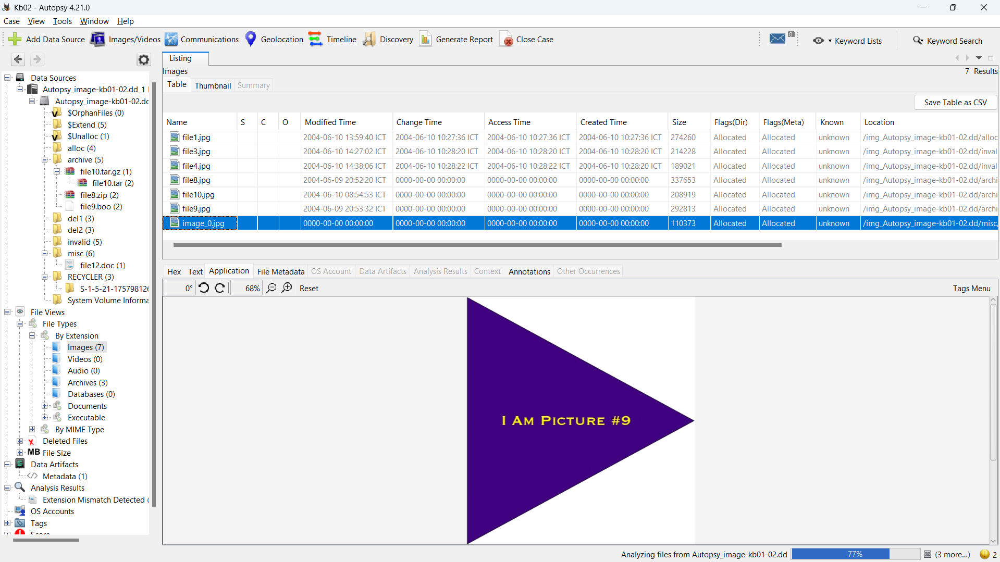 Kb02 - Autopsy 4.21.0
Case View Tools Window Help
Add Data Source Images/Videos Communications Geolocation Timeline Discovery Generate Report Close Case 8 Keyword Lists Keyword Search
Listing
Images 7 Results
Table Thumbnail Summary
Save Table as CSV
Name S C O Modified Time Change Time Access Time Created Time Size Flags(Dir) Flags(Meta) Known Location
file1.jpg 2004-06-10 13:59:40 ICT 2004-06-10 10:27:36 ICT 2004-06-10 10:27:36 ICT 2004-06-10 10:27:36 ICT 274260 Allocated Allocated unknown /img_Autopsy_image-kb01-02.dd/alloc
file3.jpg 2004-06-10 14:27:02 ICT 2004-06-10 10:28:20 ICT 2004-06-10 10:28:20 ICT 2004-06-10 10:28:20 ICT 214228 Allocated Allocated unknown /img_Autopsy_image-kb01-02.dd/inval
file4.jpg 2004-06-10 14:38:06 ICT 2004-06-10 10:28:22 ICT 2004-06-10 10:28:22 ICT 2004-06-10 10:28:20 ICT 189021 Allocated Allocated unknown /img_Autopsy_image-kb01-02.dd/inval
file8.jpg 2004-06-09 20:52:20 ICT 0000-00-00 00:00:00 0000-00-00 00:00:00 0000-00-00 00:00:00 337653 Allocated Allocated unknown /img_Autopsy_image-kb01-02.dd/archi
file10.jpg 2004-06-10 08:54:53 ICT 0000-00-00 00:00:00 0000-00-00 00:00:00 0000-00-00 00:00:00 208919 Allocated Allocated unknown /img_Autopsy_image-kb01-02.dd/archi
file9.jpg 2004-06-09 20:53:32 ICT 0000-00-00 00:00:00 0000-00-00 00:00:00 0000-00-00 00:00:00 292813 Allocated Allocated unknown /img_Autopsy_image-kb01-02.dd/archi
image_0.jpg 0000-00-00 00:00:00 0000-00-00 00:00:00 0000-00-00 00:00:00 0000-00-00 00:00:00 110373 Allocated Allocated unknown /img_Autopsy_image-kb01-02.dd/misc/
Hex Text Application File Metadata OS Account Data Artifacts Analysis Results Context Annotations Other Occurrences
0° 68% Reset Tags Menu
I Am Picture #9
Data Sources
Autopsy_image-kb01-02.dd_1
Autopsy_image-kb01-02.dd
$OrphanFiles (0)
$Extend (5)
$Unalloc (1)
alloc (4)
archive (5)
file10.tar.gz (1)
file10.tar (2)
file8.zip (2)
file9.boo (2)
del1 (3)
del2 (3)
invalid (5)
misc (6)
file12.doc (1)
RECYCLER (3)
S-1-5-21-17579812
System Volume Informa
File Views
File Types
By Extension
Images (7)
Videos (0)
Audio (0)
Archives (3)
Databases (0)
Documents
Executable
By MIME Type
Deleted Files
MB File Size
Data Artifacts
Metadata (1)
Analysis Results
Extension Mismatch Detected (
OS Accounts
Tags
Score
Analyzing files from Autopsy_image-kb01-02.dd 77% (3 more...) 2